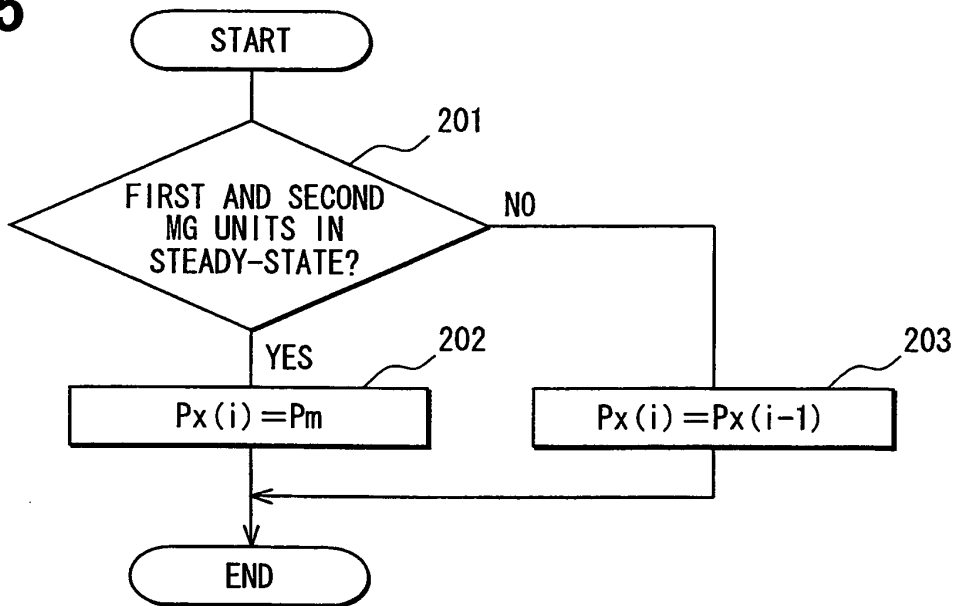 5
START
201
FIRST AND SECOND
MG UNITS IN
STEADY-STATE?
NO
YES
202
203
Px(i)=Pm
Px(i)=Px(i-1)
END